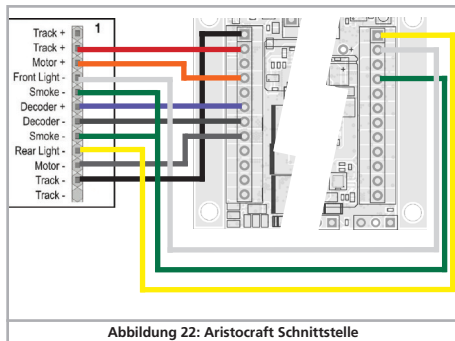 1
Track +
Track +
Motor +
Front Light -
Smoke -
Decoder +
Decoder -
Smoke -
Rear Light -
Motor -
Track -
Track -
Abbildung 22: Aristocraft Schnittstelle